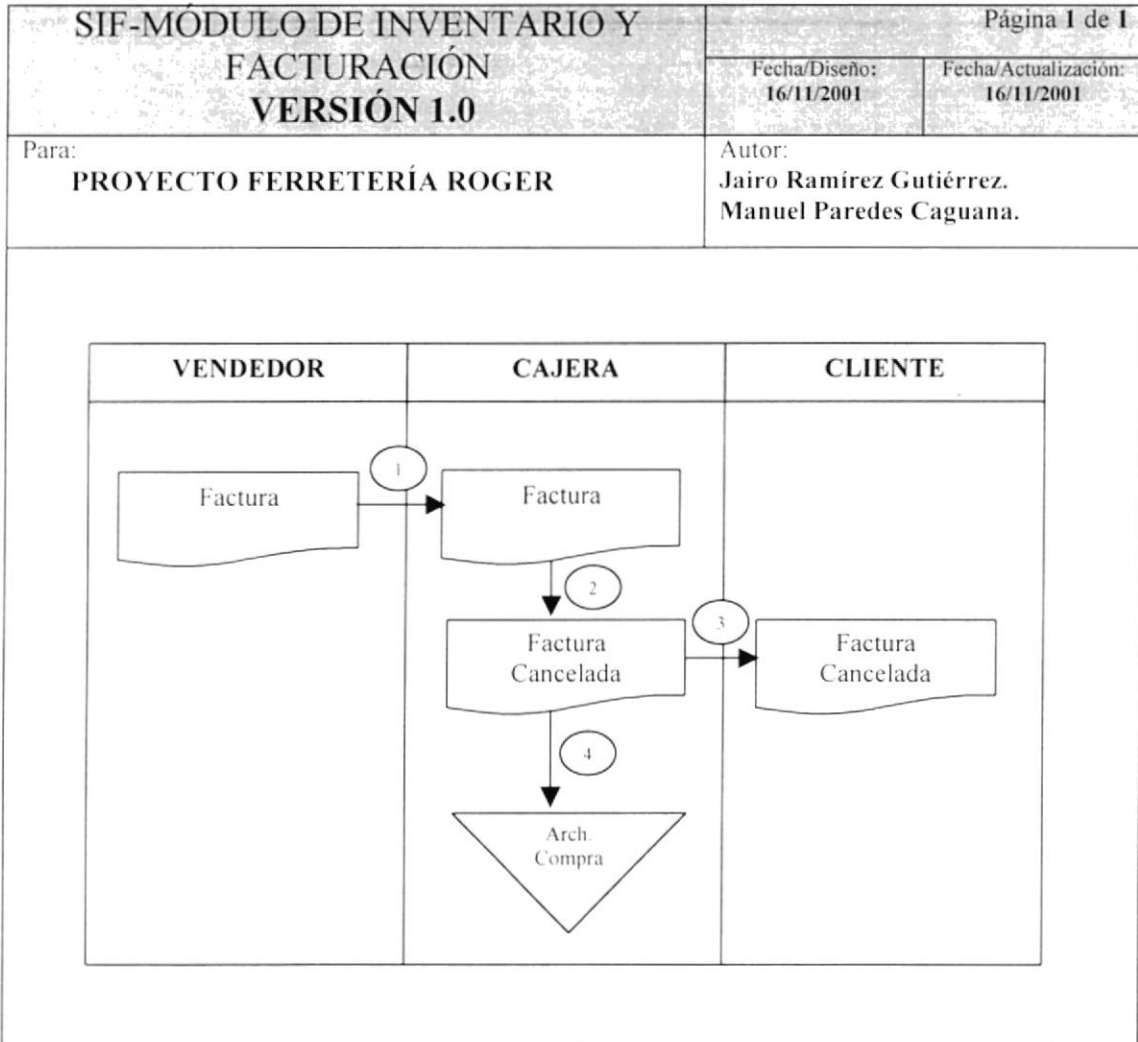 SIF-MÓDULO DE INVENTARIO Y
FACTURACIÓN
VERSIÓN 1.0
Página 1 de 1
Fecha/Diseño:
16/11/2001
Fecha/Actualización:
16/11/2001
Para:
PROYECTO FERRETERÍA ROGER
Autor:
Jairo Ramírez Gutiérrez.
Manuel Paredes Caguana.
VENDEDOR
CAJERA
CLIENTE
1
Factura
Factura
2
3
Factura
Cancelada
Factura
Cancelada
4
Arch.
Compra